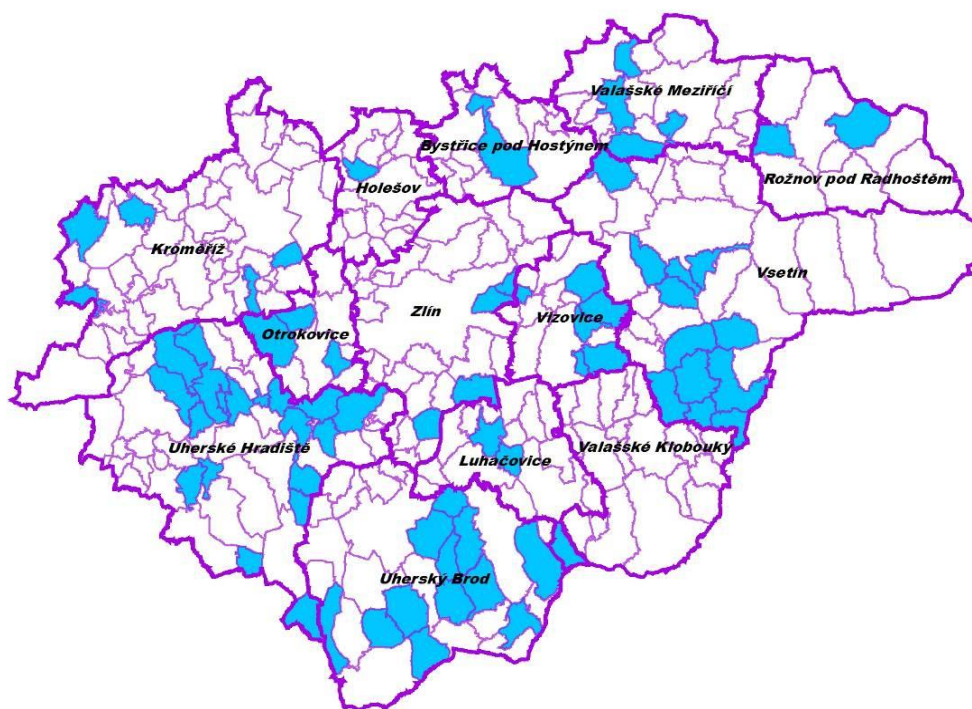 Valašské Meziříčí
Bystřice pod Hostýnem
Rožnov pod Radhoštěm
Holešov
Kroměříž
Vsetín
Zlín
Vizovice
Otrokovice
Uherské Hradiště
Valašské Klobouky
Luhačovice
Uherský Brod